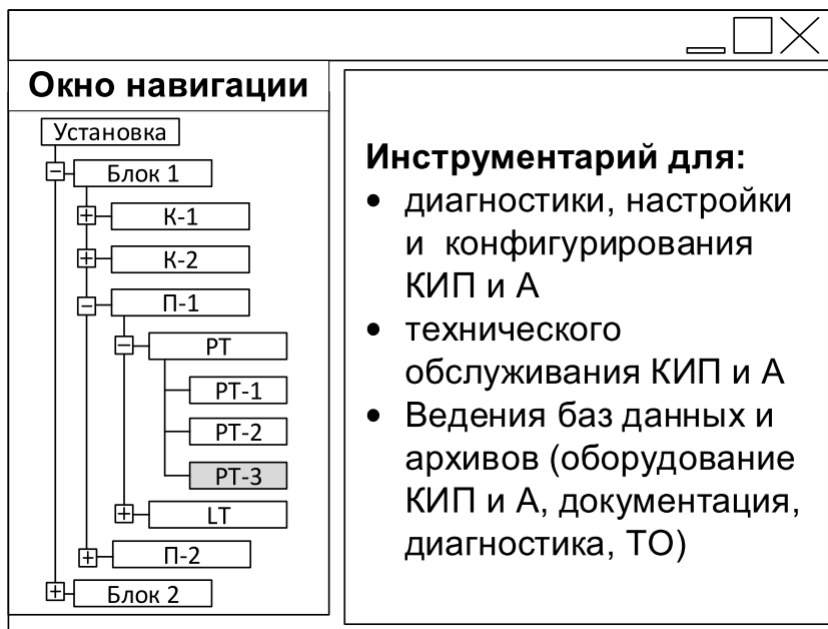 Окно навигации
Установка
Блок 1
К-1
К-2
П-1
PT
PT-1
PT-2
PT-3
LT
П-2
Блок 2
Инструментарий для:
• диагностики, настройки
и конфигурирования
КИП и А
• технического
обслуживания КИП и А
• Ведения баз данных и
архивов (оборудование
КИП и А, документация,
диагностика, ТО)